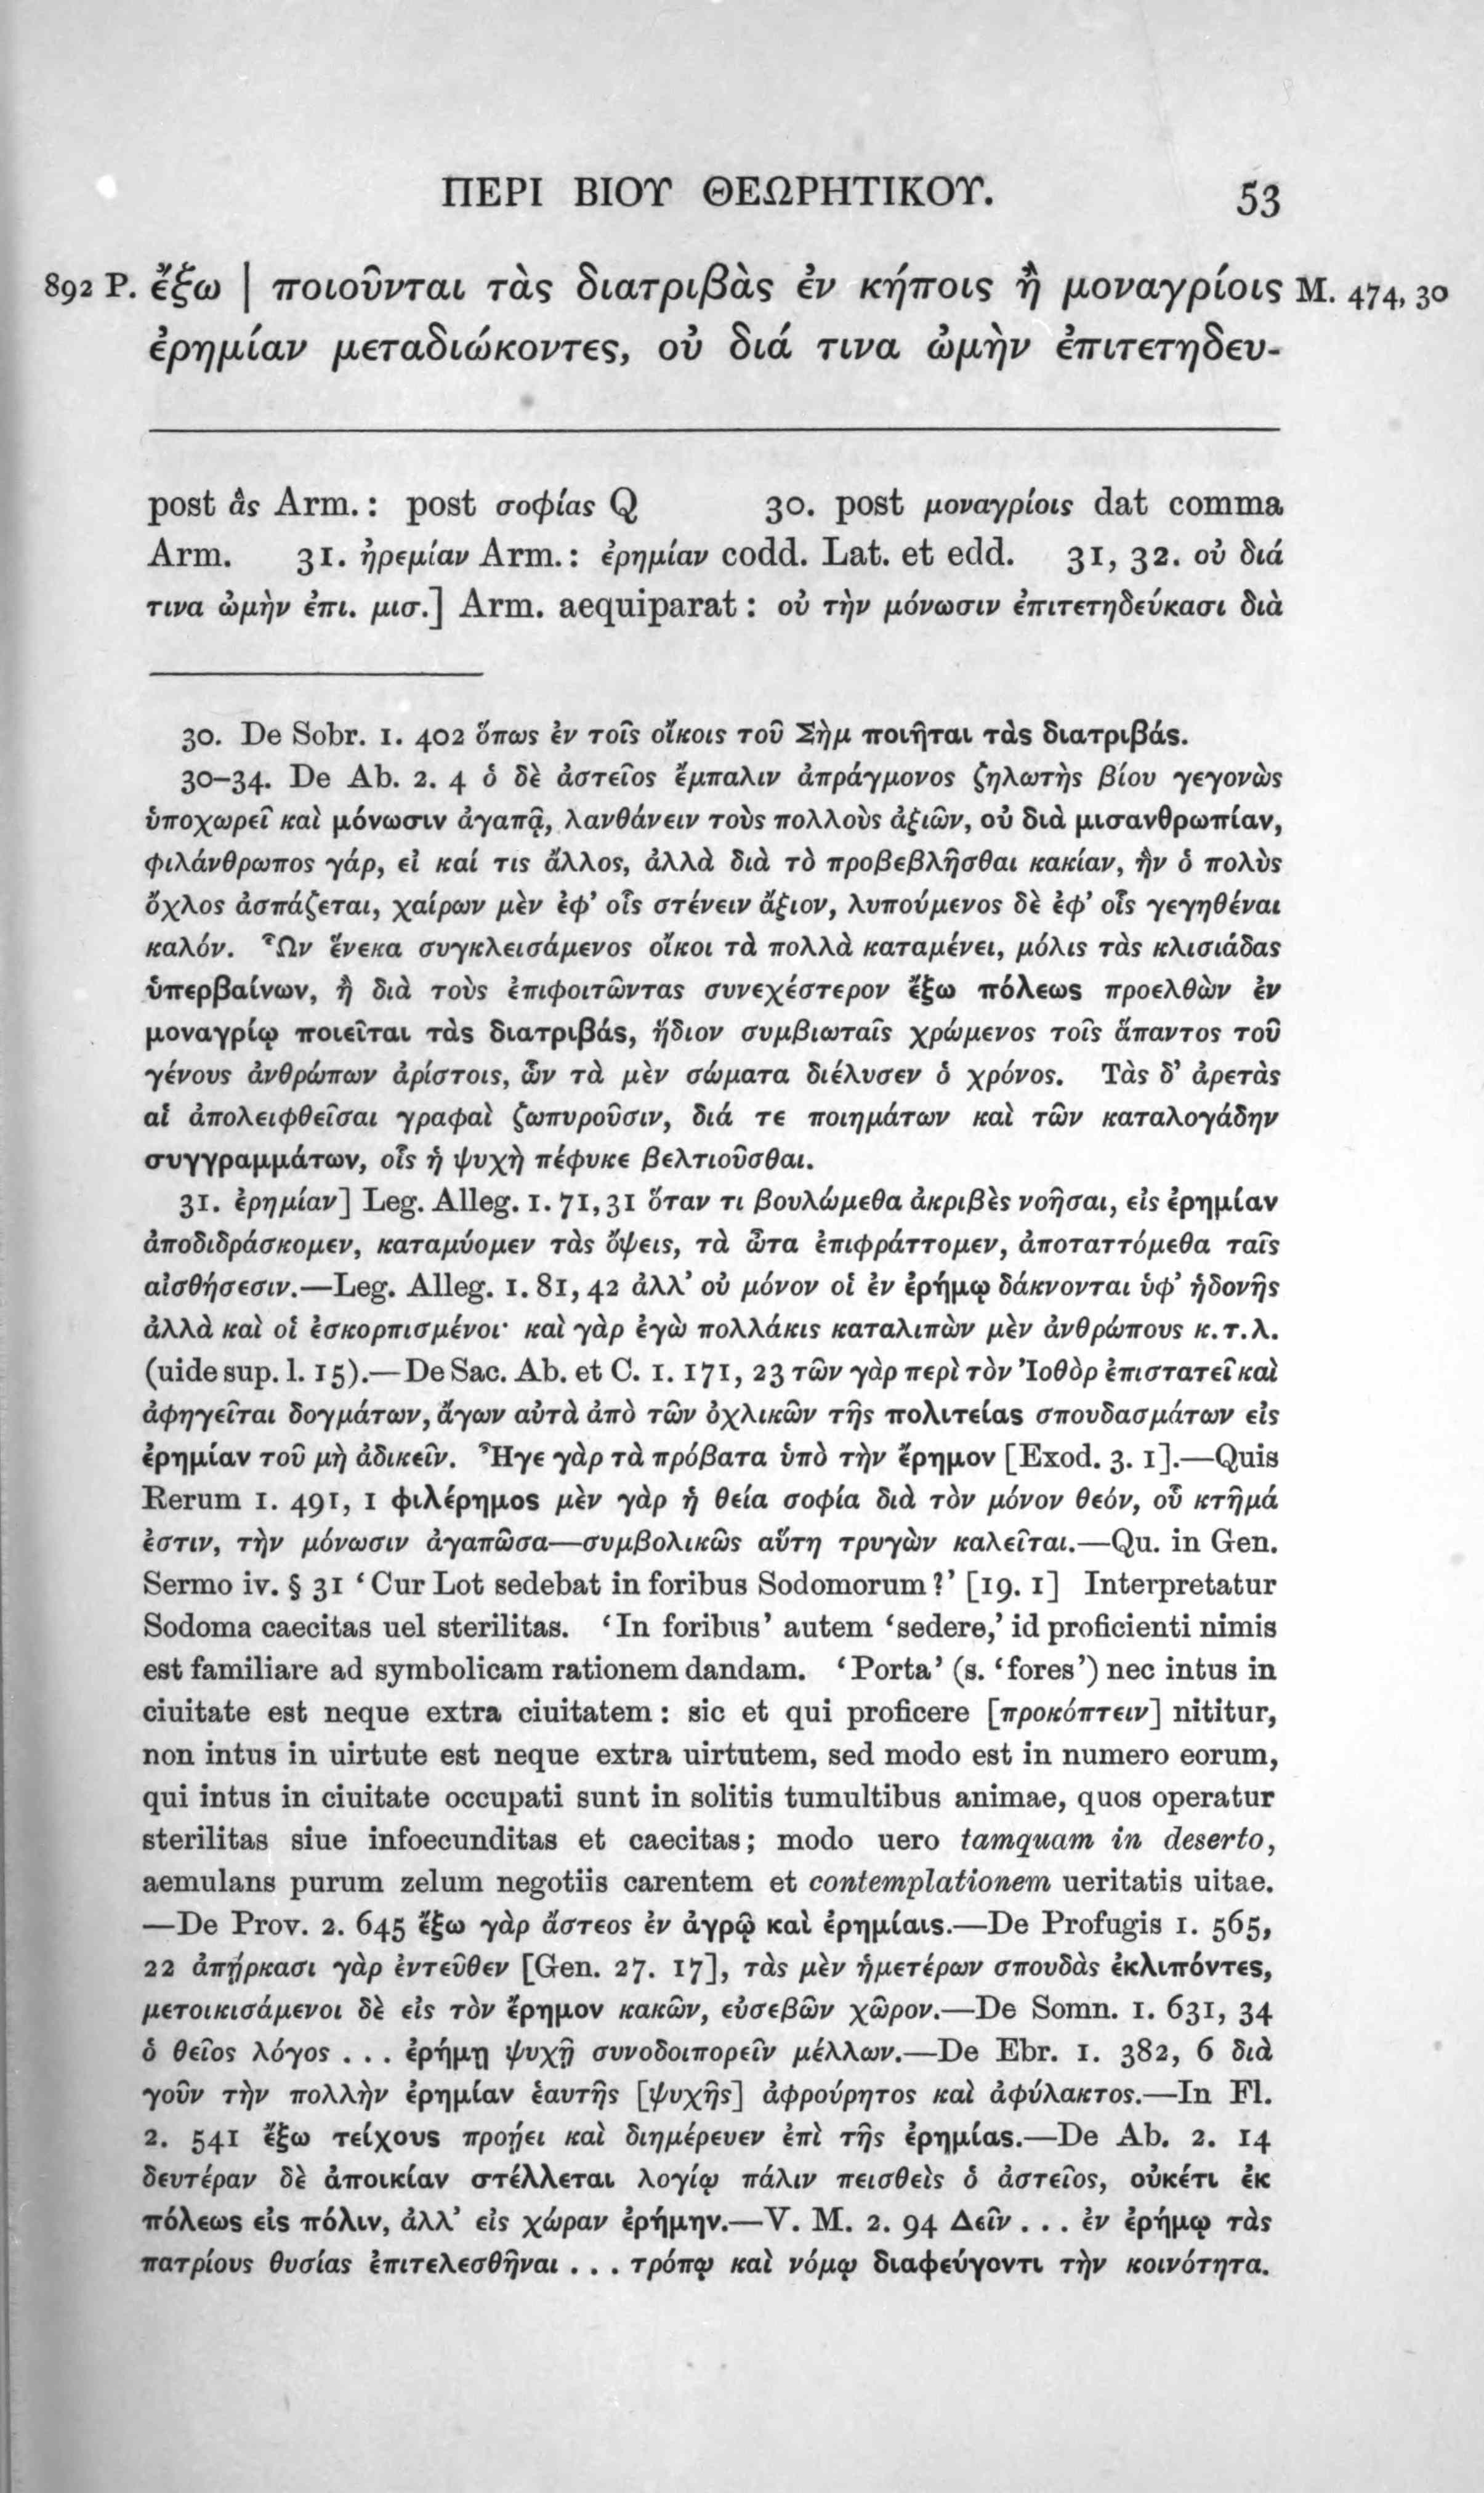 ΠΕΡΙ ΒΙΟΥ ΘΕΩΡΗΤΙΚΟΥ. 53
892 P. ἔξω | ποιοῦνται τὰς διατριβὰς ἐν κήποις ἢ μοναγρίοις M. 474, 30
ἐρημίαν μεταδιώκοντες, οὐ διά τινα ὠμὴν ἐπιτετηδευ-
post ἃς Arm. : post σοφίας Q 30. post μοναγρίοις dat comma
Arm. 31. ἠρεμίαν Arm. : ἐρημίαν codd. Lat. et edd. 31, 32. οὐ διά
τινα ὠμὴν ἐπι. μισ.] Arm. aequiparat : οὐ τὴν μόνωσιν ἐπιτετηδεύκασι διὰ
30. De Sobr. 1. 402 ὅπως ἐν τοῖς οἴκοις τοῦ Σὴμ ποιῆται τὰς διατριβάς.
30–34. De Ab. 2. 4 ὁ δὲ ἀστεῖος ἔμπαλιν ἀπράγμονος ζηλωτὴς βίου γεγονὼς
ὑποχωρεῖ καὶ μόνωσιν ἀγαπᾷ, λανθάνειν τοὺς πολλοὺς ἀξιῶν, οὐ διὰ μισανθρωπίαν,
φιλάνθρωπος γάρ, εἰ καί τις ἄλλος, ἀλλὰ διὰ τὸ προβεβλῆσθαι κακίαν, ἣν ὁ πολὺς
ὄχλος ἀσπάζεται, χαίρων μὲν ἐφ’ οἷς στένειν ἄξιον, λυπούμενος δὲ ἐφ’ οἷς γεγηθέναι
καλόν. Ὧν ἕνεκα συγκλεισάμενος οἴκοι τὰ πολλὰ καταμένει, μόλις τὰς κλισιάδας
ὑπερβαίνων, ἢ διὰ τοὺς ἐπιφοιτῶντας συνεχέστερον ἔξω πόλεως προελθὼν ἐν
μοναγρίῳ ποιεῖται τὰς διατριβάς, ἥδιον συμβιωταῖς χρώμενος τοῖς ἅπαντος τοῦ
γένους ἀνθρώπων ἀρίστοις, ὧν τὰ μὲν σώματα διέλυσεν ὁ χρόνος. Τὰς δ’ ἀρετὰς
αἱ ἀπολειφθεῖσαι γραφαὶ ζωπυροῦσιν, διά τε ποιημάτων καὶ τῶν καταλογάδην
συγγραμμάτων, οἷς ἡ ψυχὴ πέφυκε βελτιοῦσθαι.
31. ἐρημίαν] Leg. Alleg. 1. 71, 31 ὅταν τι βουλώμεθα ἀκριβὲς νοῆσαι, εἰς ἐρημίαν
ἀποδιδράσκομεν, καταμύομεν τὰς ὄψεις, τὰ ὦτα ἐπιφράττομεν, ἀποταττόμεθα ταῖς
αἰσθήσεσιν.—Leg. Alleg. 1. 81, 42 ἀλλ’ οὐ μόνον οἱ ἐν ἐρήμῳ δάκνονται ὑφ’ ἡδονῆς
ἀλλὰ καὶ οἱ ἐσκορπισμένοι· καὶ γὰρ ἐγὼ πολλάκις καταλιπὼν μὲν ἀνθρώπους κ.τ.λ.
(uide sup. l. 15).—De Sac. Ab. et C. 1. 171, 23 τῶν γὰρ περὶ τὸν Ἰοθὸρ ἐπιστατεῖ καὶ
ἀφηγεῖται δογμάτων, ἄγων αὐτὰ ἀπὸ τῶν ὀχλικῶν τῆς πολιτείας σπουδασμάτων εἰς
ἐρημίαν τοῦ μὴ ἀδικεῖν. Ἦγε γὰρ τὰ πρόβατα ὑπὸ τὴν ἔρημον [Exod. 3. 1].—Quis
Rerum 1. 491, 1 φιλέρημος μὲν γὰρ ἡ θεία σοφία διὰ τὸν μόνον θεόν, οὗ κτῆμά
ἐστιν, τὴν μόνωσιν ἀγαπῶσα—συμβολικῶς αὕτη τρυγὼν καλεῖται.—Qu. in Gen.
Sermo iv. § 31 ‘Cur Lot sedebat in foribus Sodomorum?’ [19. 1] Interpretatur
Sodoma caecitas uel sterilitas. ‘In foribus’ autem ‘sedere,’ id proficienti nimis
est familiare ad symbolicam rationem dandam. ‘Porta’ (s. ‘fores’) nec intus in
ciuitate est neque extra ciuitatem : sic et qui proficere [προκόπτειν] nititur,
non intus in uirtute est neque extra uirtutem, sed modo est in numero eorum,
qui intus in ciuitate occupati sunt in solitis tumultibus animae, quos operatur
sterilitas siue infoecunditas et caecitas; modo uero tamquam in deserto,
aemulans purum zelum negotiis carentem et contemplationem ueritatis uitae.
—De Prov. 2. 645 ἔξω γὰρ ἄστεος ἐν ἀγρῷ καὶ ἐρημίαις.—De Profugis 1. 565,
22 ἀπῄρκασι γὰρ ἐντεῦθεν [Gen. 27. 17], τὰς μὲν ἡμετέρων σπουδὰς ἐκλιπόντες,
μετοικισάμενοι δὲ εἰς τὸν ἔρημον κακῶν, εὐσεβῶν χῶρον.—De Somn. 1. 631, 34
ὁ θεῖος λόγος . . . ἐρήμῃ ψυχῇ συνοδοιπορεῖν μέλλων.—De Ebr. 1. 382, 6 διὰ
γοῦν τὴν πολλὴν ἐρημίαν ἑαυτῆς [ψυχῆς] ἀφρούρητος καὶ ἀφύλακτος.—In Fl.
2. 541 ἔξω τείχους προῄει καὶ διημέρευεν ἐπὶ τῆς ἐρημίας.—De Ab. 2. 14
δευτέραν δὲ ἀποικίαν στέλλεται λογίῳ πάλιν πεισθεὶς ὁ ἀστεῖος, οὐκέτι ἐκ
πόλεως εἰς πόλιν, ἀλλ’ εἰς χώραν ἐρήμην.—V. M. 2. 94 Δεῖν . . . ἐν ἐρήμῳ τὰς
πατρίους θυσίας ἐπιτελεσθῆναι . . . τρόπῳ καὶ νόμῳ διαφεύγοντι τὴν κοινότητα.